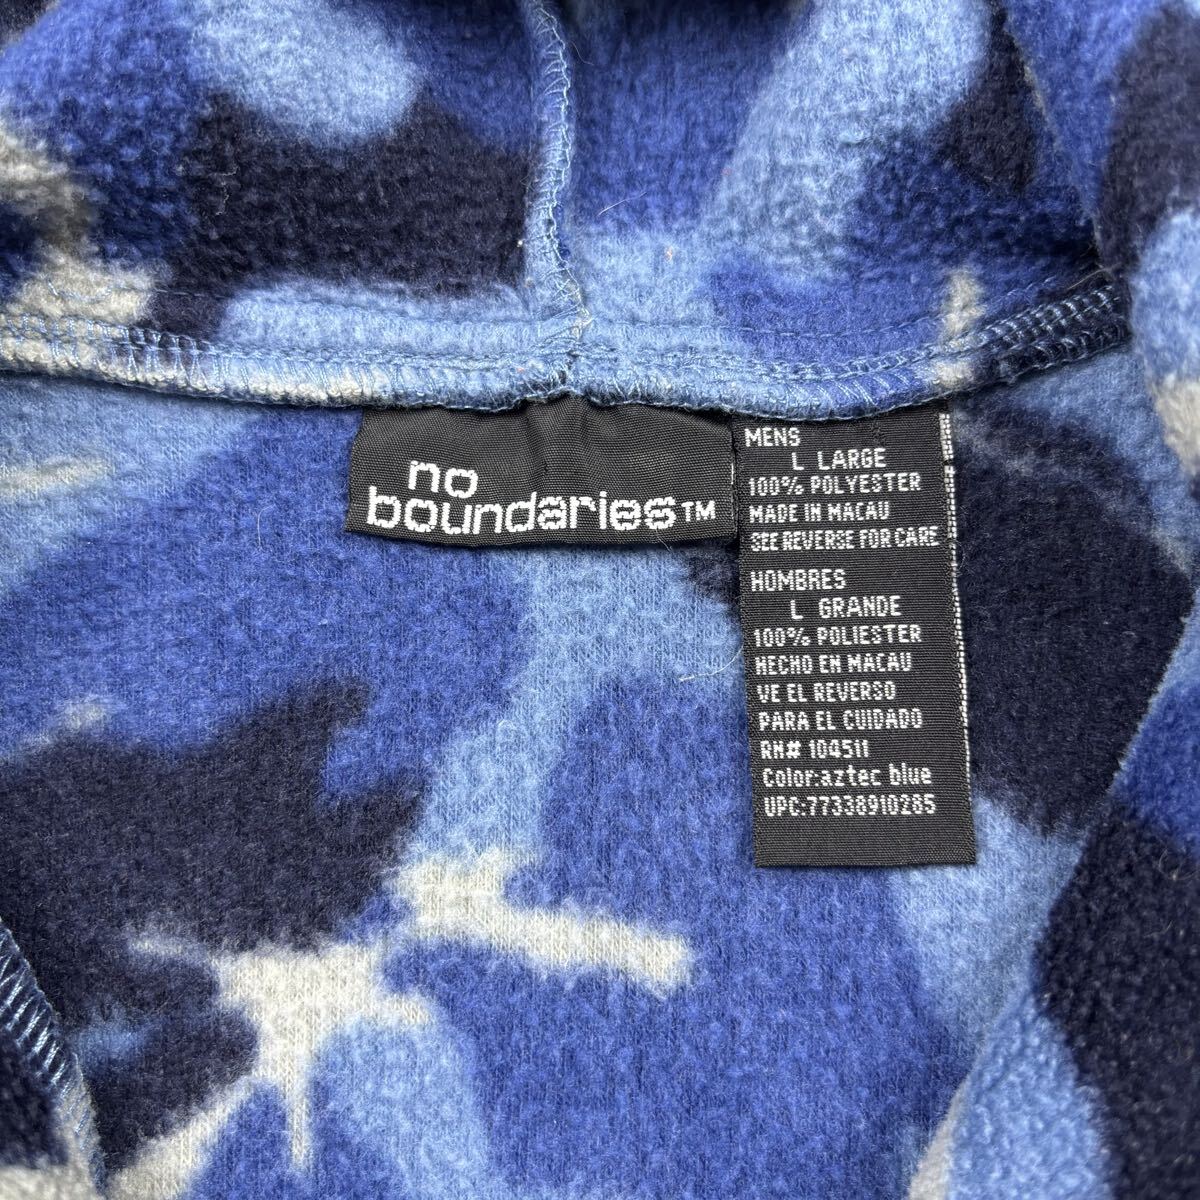 no
boundaries™
MENS
L LARGE
100% POLYESTER
MADE IN MACAU
SEE REVERSE FOR CARE
HOMBRES
L GRANDE
100% POLIESTER
HECHO EN MACAU
VE EL REVERSO
PARA EL CUIDADO
RN# 104511
Color:aztec blue
UPC:77338910285